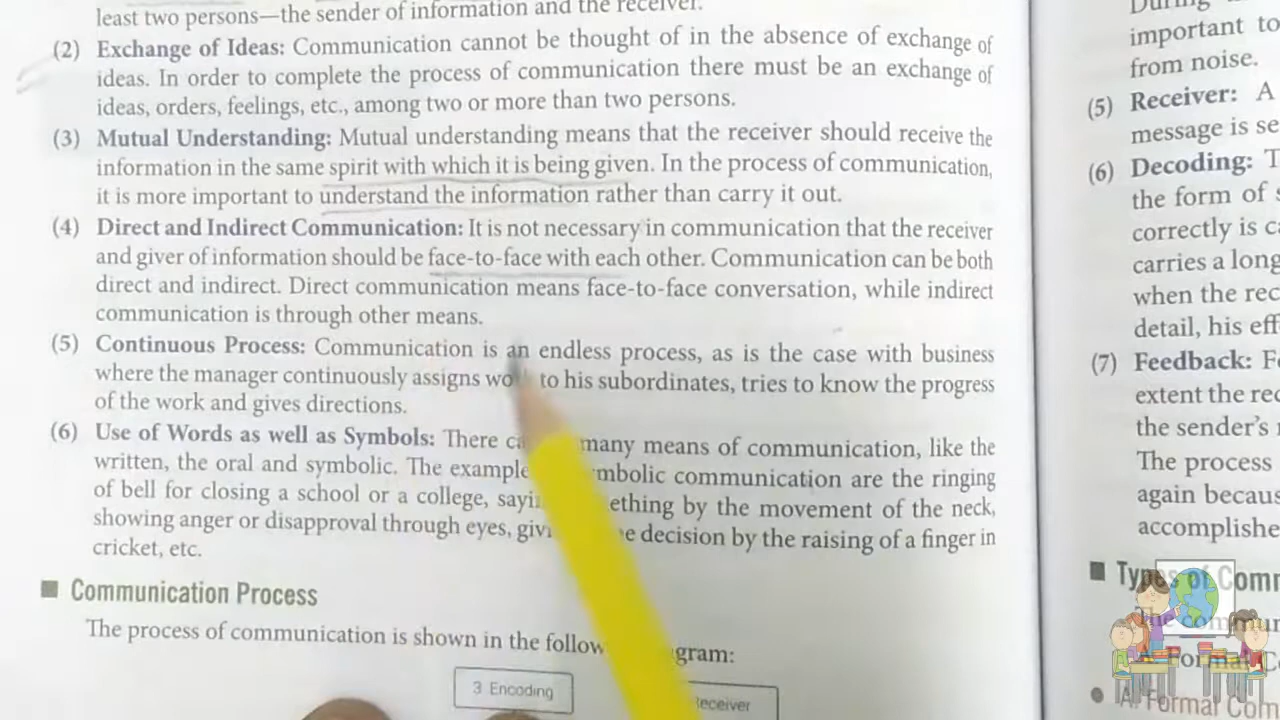 least two persons—the sender of information and the receiver.
(2) Exchange of Ideas: Communication cannot be thought of in the absence of exchange of
ideas. In order to complete the process of communication there must be an exchange of
ideas, orders, feelings, etc., among two or more than two persons.
(3) Mutual Understanding: Mutual understanding means that the receiver should receive the
information in the same spirit with which it is being given. In the process of communication,
it is more important to understand the information rather than carry it out.
(4) Direct and Indirect Communication: It is not necessary in communication that the receiver
and giver of information should be face-to-face with each other. Communication can be both
direct and indirect. Direct communication means face-to-face conversation, while indirect
communication is through other means.
(5) Continuous Process: Communication is an endless process, as is the case with business
where the manager continuously assigns to his subordinates, tries to know the progress
of the work and gives directions.
(6) Use of Words as well as Symbols: There many means of communication, like the
written, the oral and symbolic. The communication are the ringing
of bell for closing a school or a college, by the movement of the neck,
showing anger or disapproval through eyes, decision by the raising of a finger in
cricket, etc.
■ Communication Process
The process of communication is shown in the
3 Encoding
During
important to
from noise.
(5) Receiver: A
message is
(6) Decoding:
the form of
correctly is
carries a long
when the
detail, his
(7) Feedback:
extent the
the sender's
The process
again
■ Types of